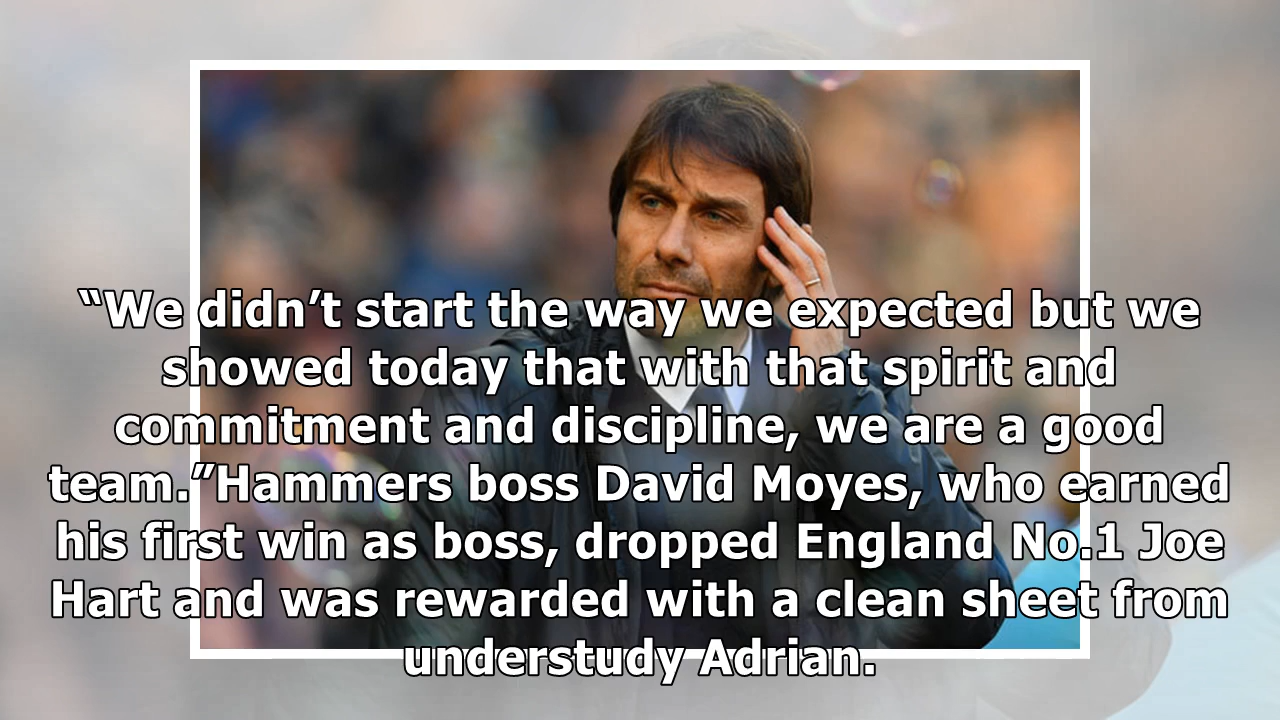 “We didn’t start the way we expected but we
showed today that with that spirit and
commitment and discipline, we are a good
team.”Hammers boss David Moyes, who earned
his first win as boss, dropped England No.1 Joe
Hart and was rewarded with a clean sheet from
understudy Adrian.